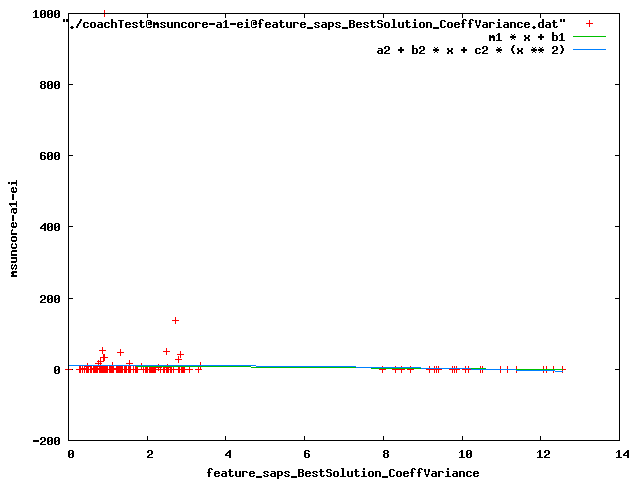 "./coachTest@msuncore-a1-ei@feature_saps_BestSolution_CoeffVariance.dat"
m1 * x + b1
a2 + b2 * x + c2 * (x ** 2)
1000
800
600
400
200
0
-200
msuncore-a1-ei
0 2 4 6 8 10 12 14
feature_saps_BestSolution_CoeffVariance